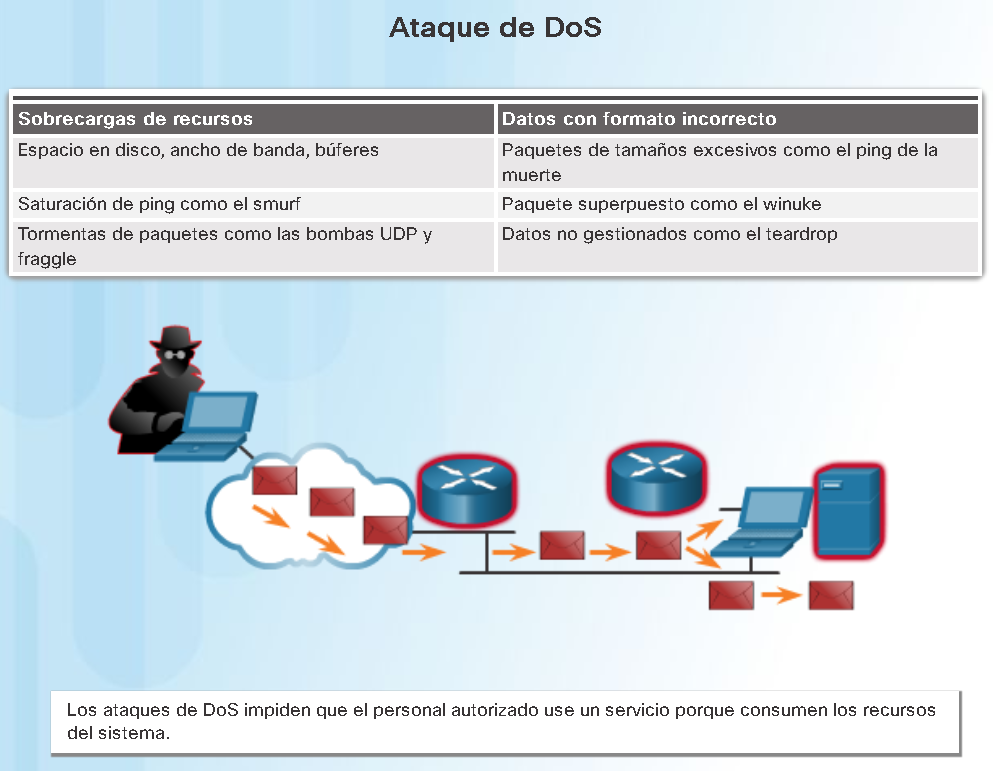 Ataque de DoS
Sobrecargas de recursos
Datos con formato incorrecto
Espacio en disco, ancho de banda, búferes
Paquetes de tamaños excesivos como el ping de la
muerte
Saturación de ping como el smurf
Paquete superpuesto como el winuke
Tormentas de paquetes como las bombas UDP y
fraggle
Datos no gestionados como el teardrop
Los ataques de DoS impiden que el personal autorizado use un servicio porque consumen los recursos
del sistema.